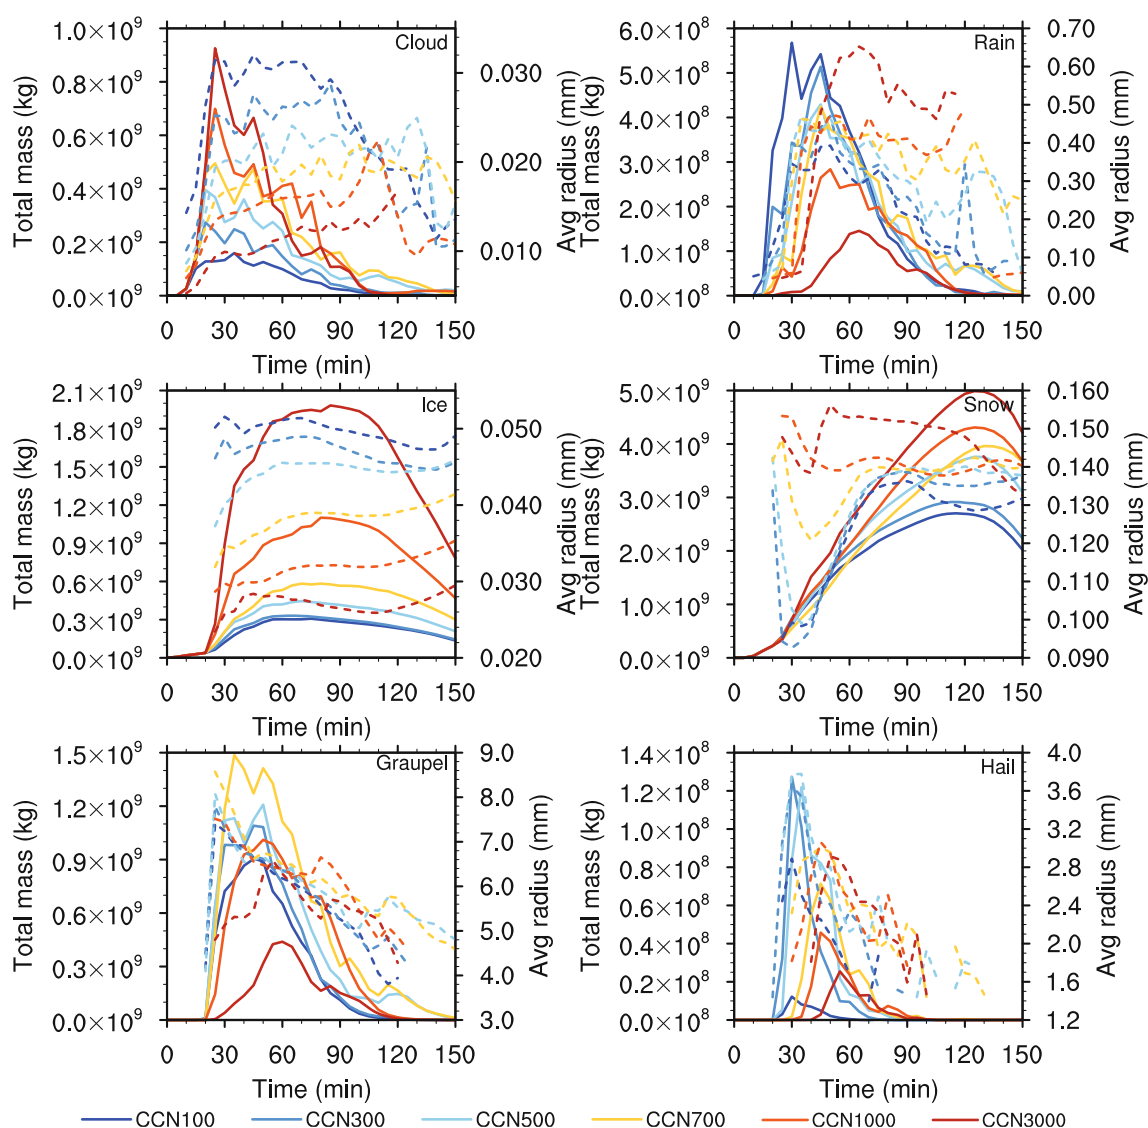 Cloud
Total mass (kg)
1.0×10⁹
0.8×10⁹
0.6×10⁹
0.4×10⁹
0.2×10⁹
0.0×10⁹
0.030
0.020
0.010
Avg radius (mm)
0 30 60 90 120 150
Time (min)
Rain
Total mass (kg)
6.0×10⁸
5.0×10⁸
4.0×10⁸
3.0×10⁸
2.0×10⁸
1.0×10⁸
0.0×10⁸
0.70
0.60
0.50
0.40
0.30
0.20
0.10
0.00
Avg radius (mm)
0 30 60 90 120 150
Time (min)
Ice
Total mass (kg)
2.1×10⁹
1.8×10⁹
1.5×10⁹
1.2×10⁹
0.9×10⁹
0.6×10⁹
0.3×10⁹
0.0×10⁹
0.050
0.040
0.030
0.020
Avg radius (mm)
0 30 60 90 120 150
Time (min)
Snow
Total mass (kg)
5.0×10⁹
4.0×10⁹
3.0×10⁹
2.0×10⁹
1.0×10⁹
0.0×10⁹
0.160
0.150
0.140
0.130
0.120
0.110
0.100
0.090
Avg radius (mm)
0 30 60 90 120 150
Time (min)
Graupel
Total mass (kg)
1.5×10⁹
1.2×10⁹
0.9×10⁹
0.6×10⁹
0.3×10⁹
0.0×10⁹
9.0
8.0
7.0
6.0
5.0
4.0
3.0
Avg radius (mm)
0 30 60 90 120 150
Time (min)
Hail
Total mass (kg)
1.4×10⁸
1.2×10⁸
1.0×10⁸
0.8×10⁸
0.6×10⁸
0.4×10⁸
0.2×10⁸
0.0×10⁸
4.0
3.6
3.2
2.8
2.4
2.0
1.6
1.2
Avg radius (mm)
0 30 60 90 120 150
Time (min)
CCN100 CCN300 CCN500 CCN700 CCN1000 CCN3000